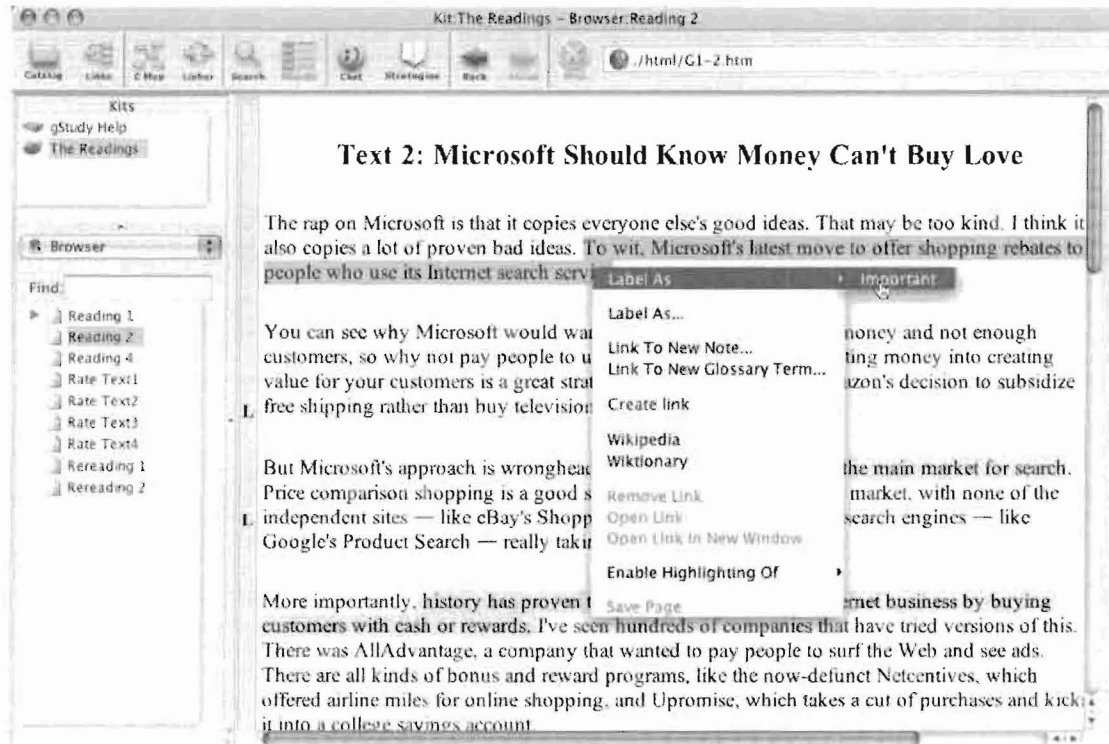 Kit:The Readings – Browser:Reading 2
Catalog Links C-Map Linker Search Chat Strategies Back ./html/G1-2.htm
Kits
gStudy Help
The Readings
Browser
Find:
Reading 1
Reading 2
Reading 4
Rate Text1
Rate Text2
Rate Text3
Rate Text4
Rereading 1
Rereading 2
Text 2: Microsoft Should Know Money Can't Buy Love
The rap on Microsoft is that it copies everyone else's good ideas. That may be too kind. I think it
also copies a lot of proven bad ideas. To wit, Microsoft's latest move to offer shopping rebates to
people who use its Internet search servi
You can see why Microsoft would wa money and not enough
customers, so why not pay people to u ting money into creating
value for your customers is a great strat azon's decision to subsidize
L free shipping rather than buy television
But Microsoft's approach is wronghead the main market for search.
Price comparison shopping is a good s market, with none of the
L independent sites — like eBay's Shopp search engines — like
Google's Product Search — really takin
More importantly, history has proven t ernet business by buying
customers with cash or rewards. I've seen hundreds of companies that have tried versions of this.
There was AllAdvantage, a company that wanted to pay people to surf the Web and see ads.
There are all kinds of bonus and reward programs, like the now-defunct Netcentives, which
offered airline miles for online shopping, and Upromise, which takes a cut of purchases and kick
it into a college savings account.
Label As Important
Label As...
Link To New Note...
Link To New Glossary Term...
Create link
Wikipedia
Wiktionary
Remove Link
Open Link
Open Link In New Window
Enable Highlighting Of
Save Page